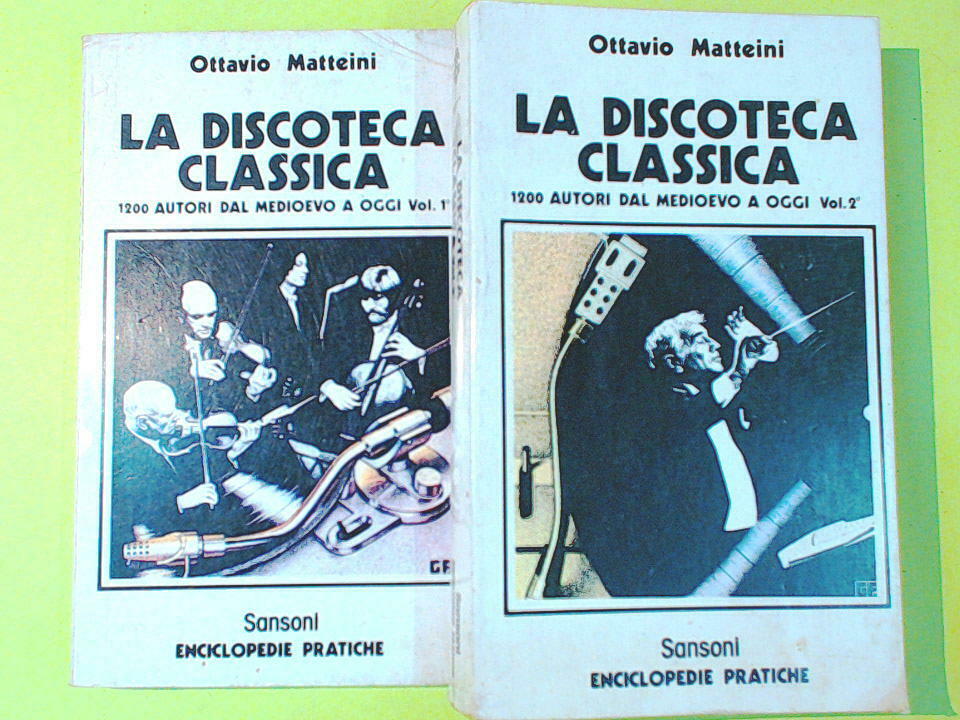 Ottavio Matteini
LA DISCOTECA
CLASSICA
1200 AUTORI DAL MEDIOEVO A OGGI Vol. 1°
Sansoni
ENCICLOPEDIE PRATICHE
Ottavio Matteini
LA DISCOTECA
CLASSICA
1200 AUTORI DAL MEDIOEVO A OGGI Vol. 2°
Sansoni
ENCICLOPEDIE PRATICHE